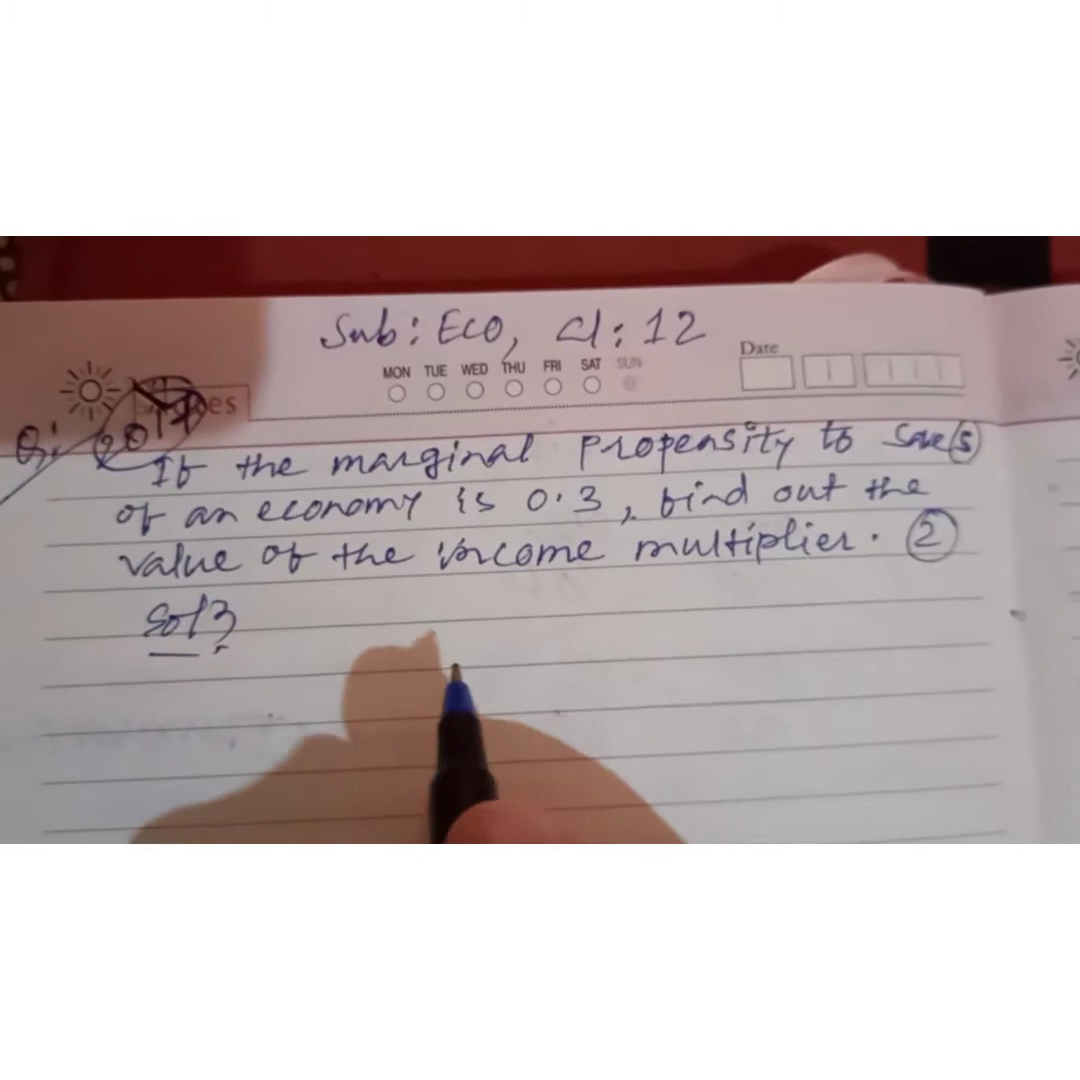 Sub: Eco, Cl: 12
Date
MON TUE WED THU FRI SAT SUN
Q: 2017
If the marginal propensity to save (s)
of an economy is 0.3, find out the
value of the income multiplier. (2)
Sol?